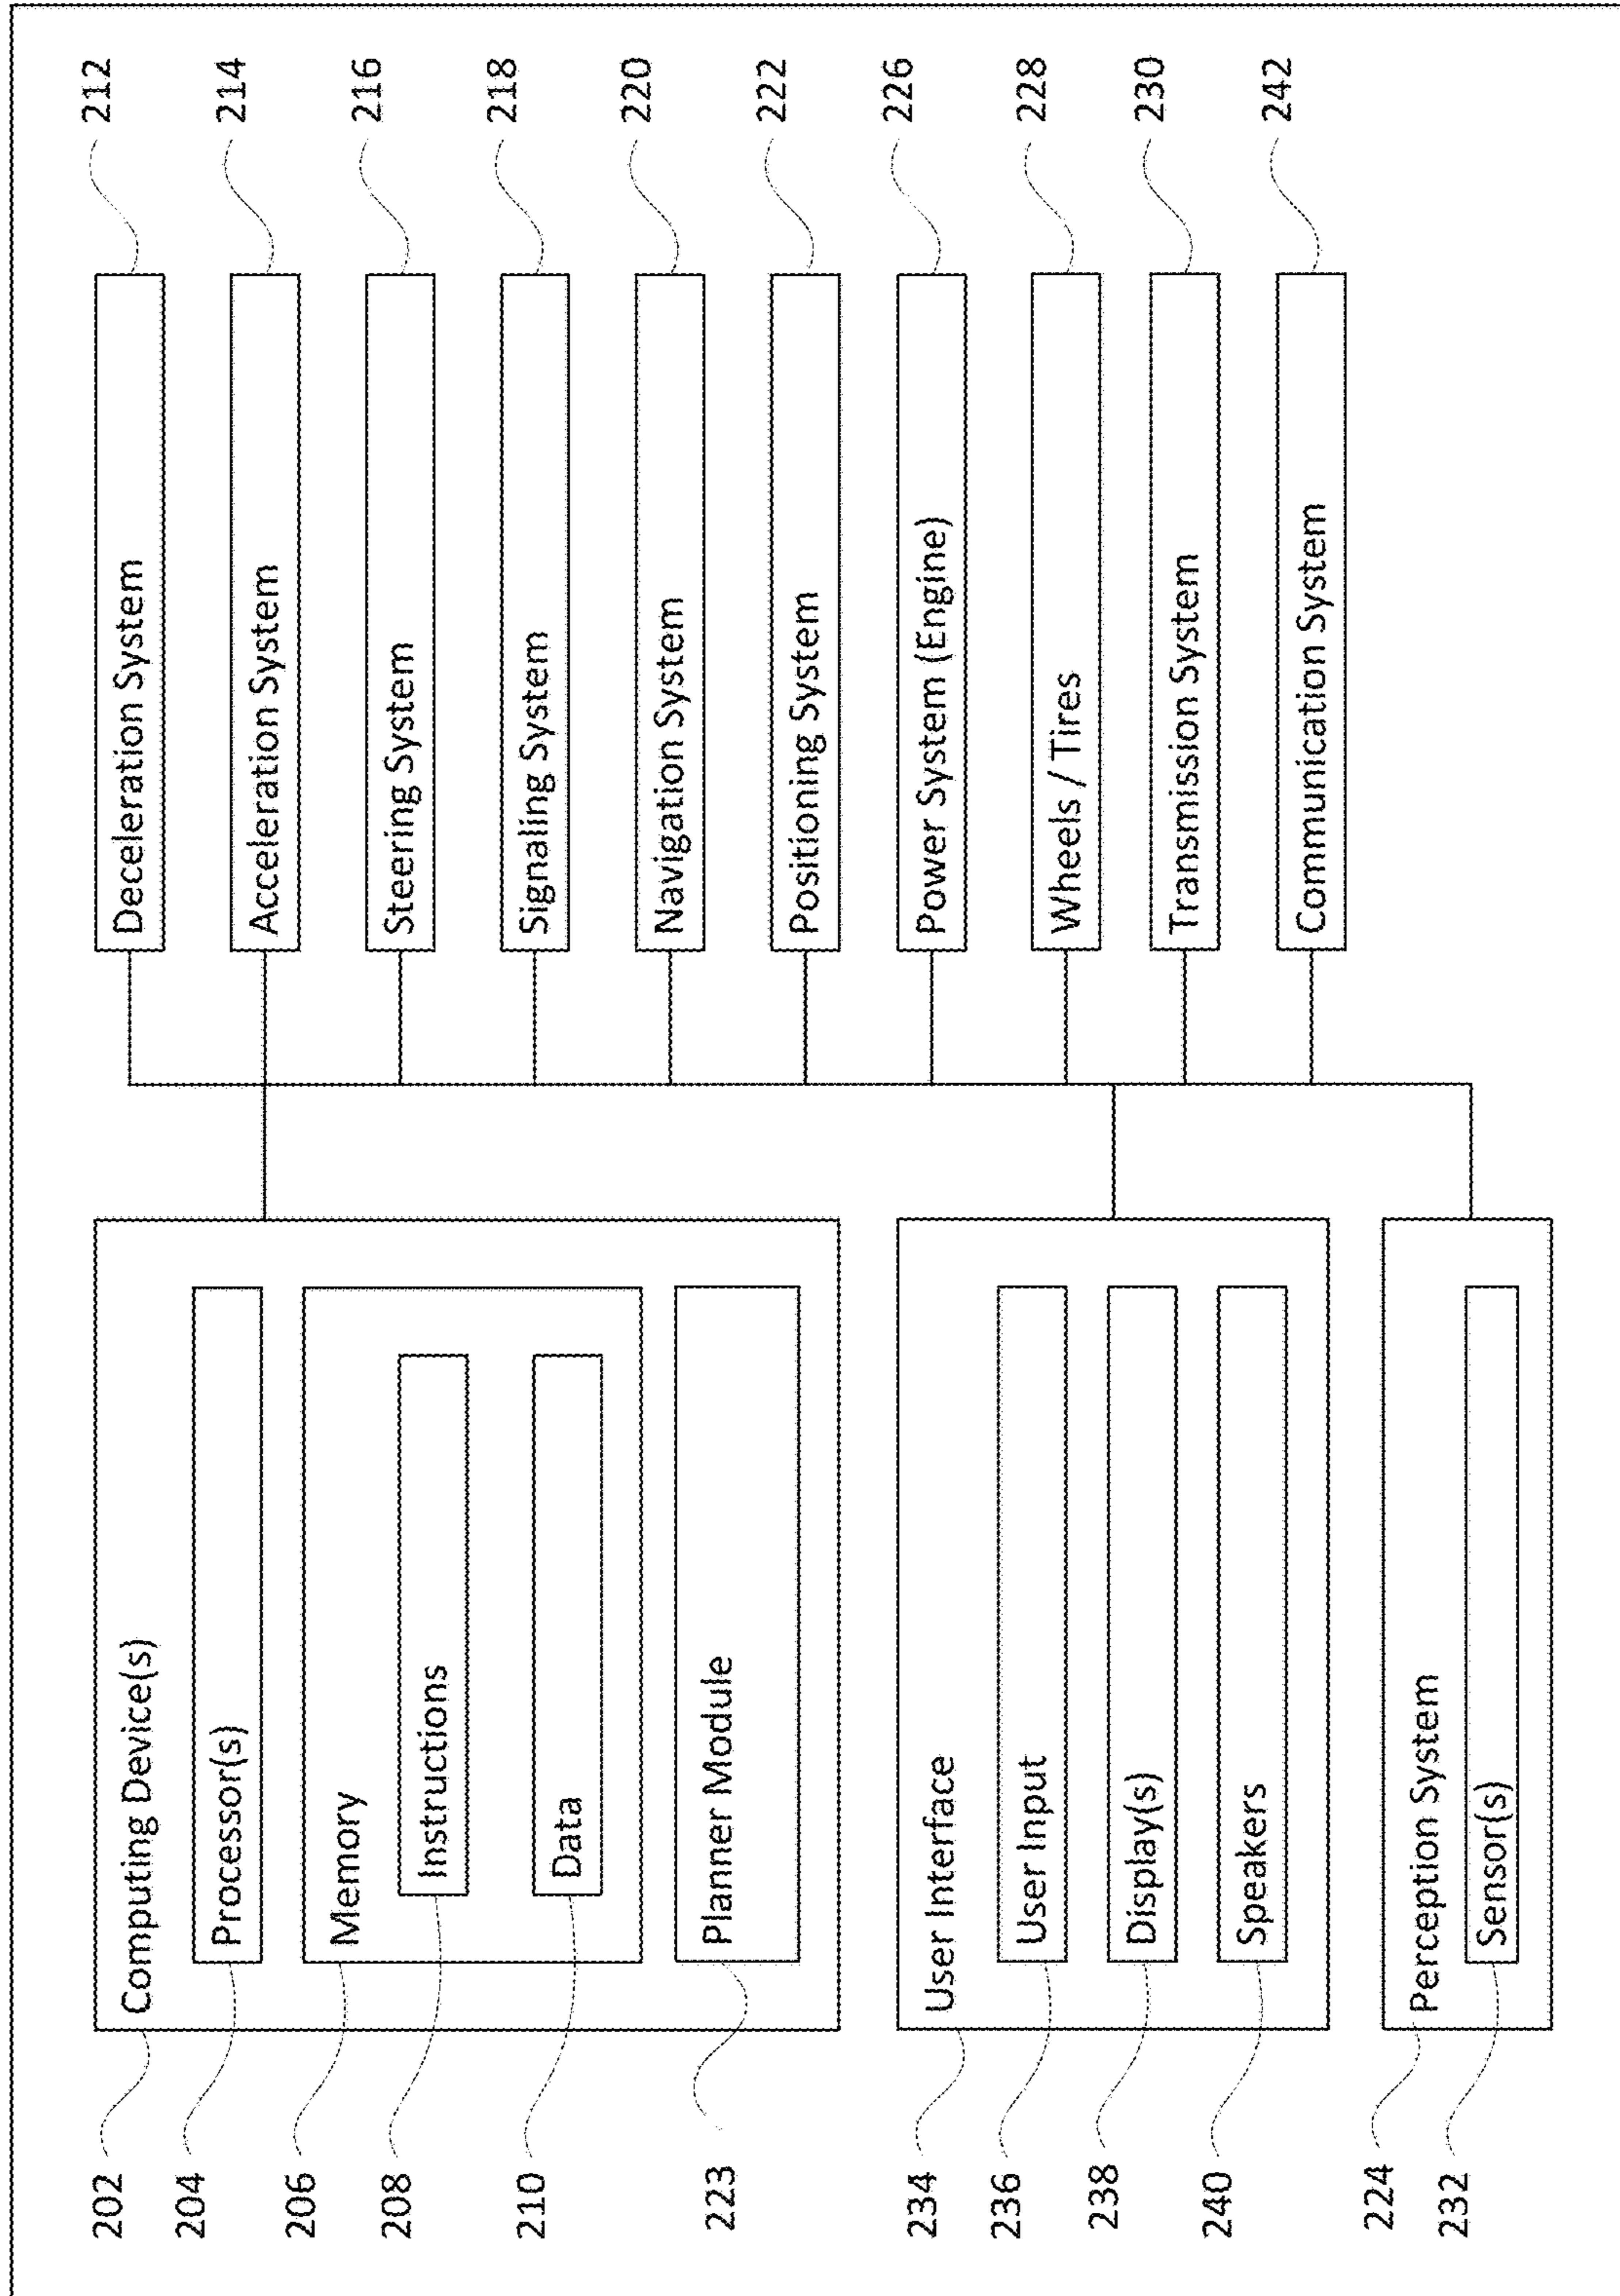 202
Computing Device(s)
204
Processor(s)
206
Memory
208
Instructions
210
Data
223
Planner Module
234
User Interface
236
User Input
238
Display(s)
240
Speakers
224
Perception System
232
Sensor(s)
Deceleration System
212
Acceleration System
214
Steering System
216
Signaling System
218
Navigation System
220
Positioning System
222
Power System (Engine)
226
Wheels / Tires
228
Transmission System
230
Communication System
242